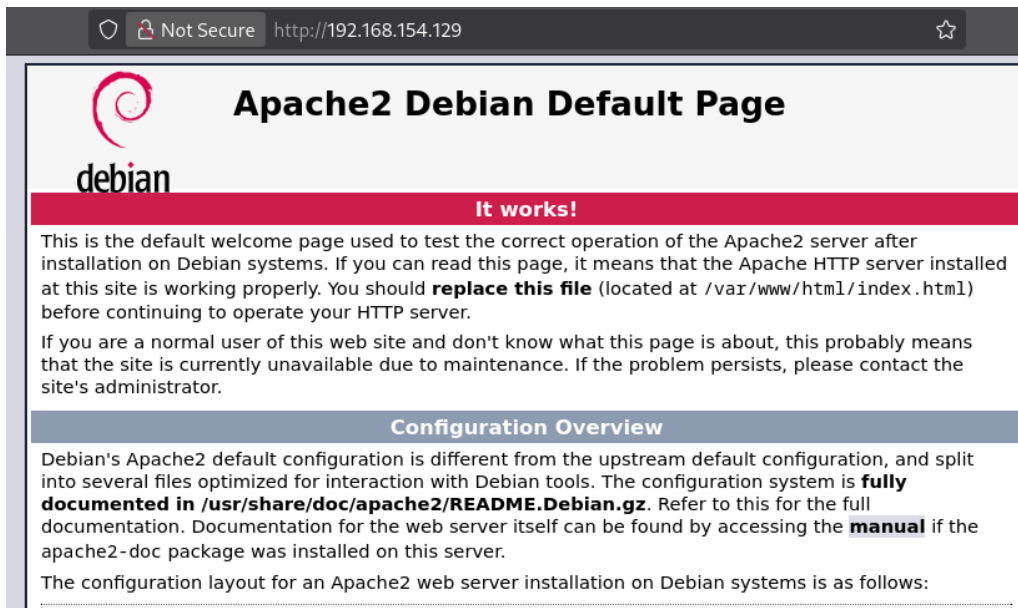 Not Secure http://192.168.154.129
Apache2 Debian Default Page
debian
It works!
This is the default welcome page used to test the correct operation of the Apache2 server after
installation on Debian systems. If you can read this page, it means that the Apache HTTP server installed
at this site is working properly. You should replace this file (located at /var/www/html/index.html)
before continuing to operate your HTTP server.
If you are a normal user of this web site and don't know what this page is about, this probably means
that the site is currently unavailable due to maintenance. If the problem persists, please contact the
site's administrator.
Configuration Overview
Debian's Apache2 default configuration is different from the upstream default configuration, and split
into several files optimized for interaction with Debian tools. The configuration system is fully
documented in /usr/share/doc/apache2/README.Debian.gz. Refer to this for the full
documentation. Documentation for the web server itself can be found by accessing the manual if the
apache2-doc package was installed on this server.
The configuration layout for an Apache2 web server installation on Debian systems is as follows: